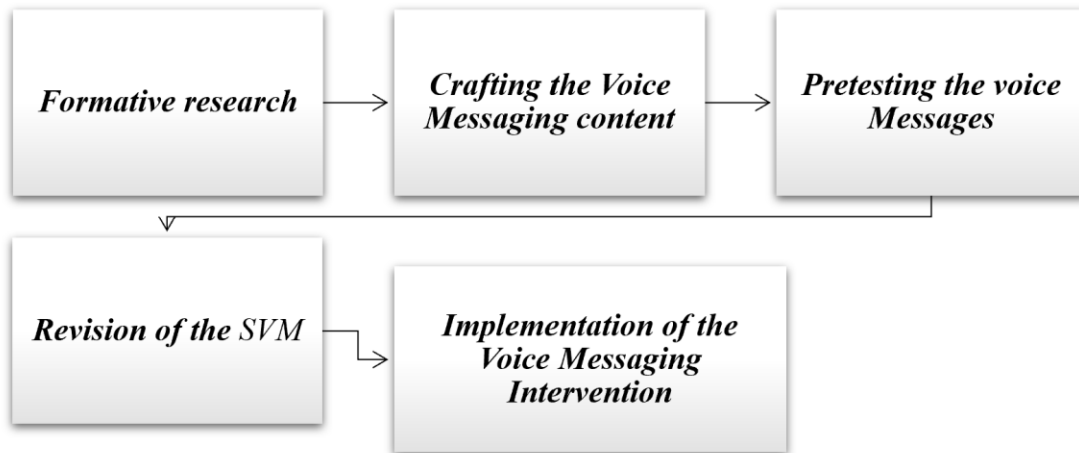 Formative research
Crafting the Voice
Messaging content
Pretesting the voice
Messages
Revision of the SVM
Implementation of the
Voice Messaging
Intervention